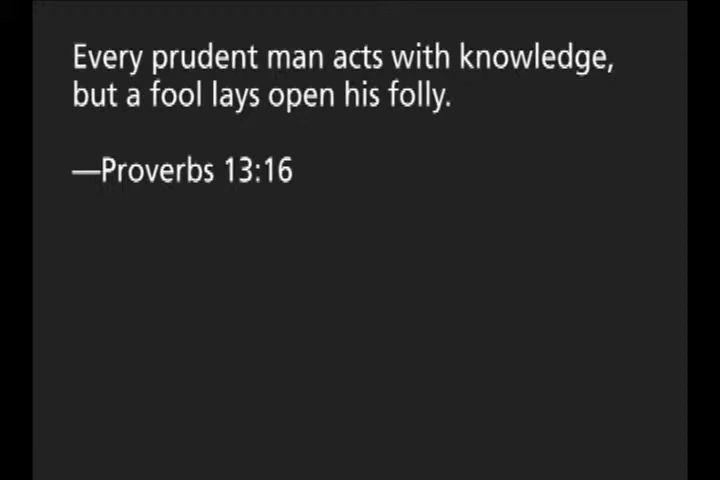 Every prudent man acts with knowledge,
but a fool lays open his folly.
—Proverbs 13:16